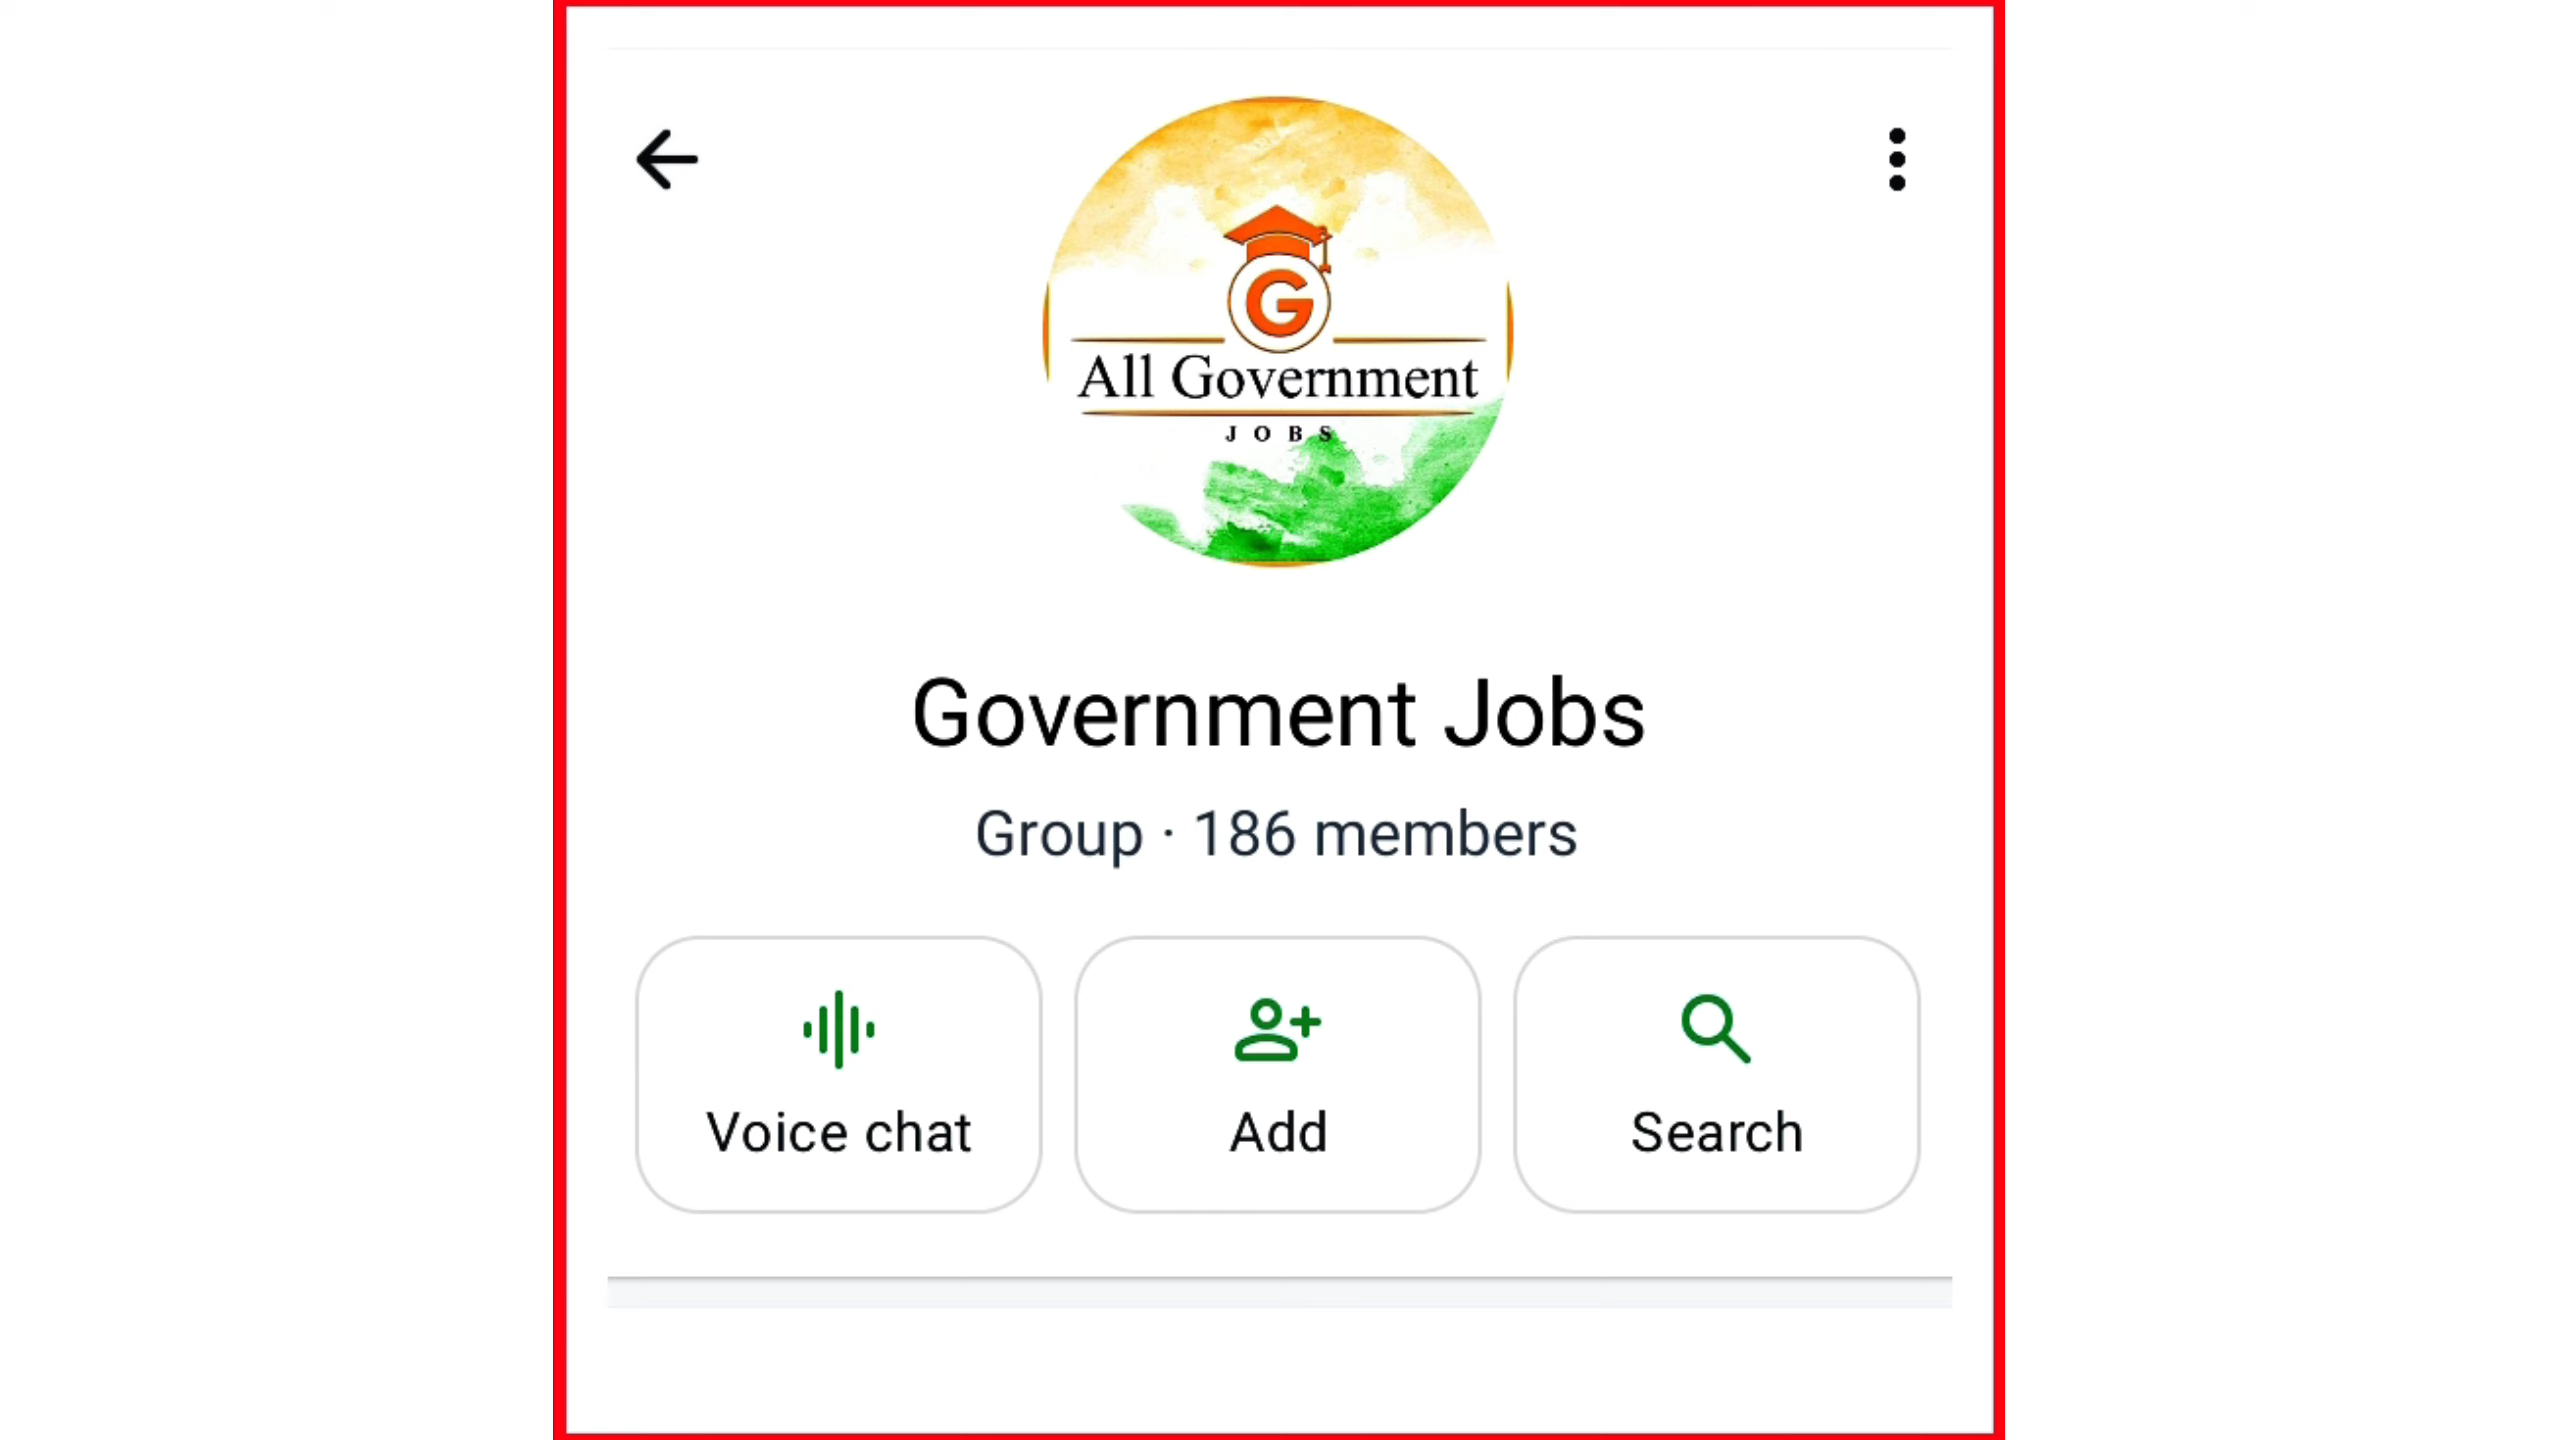 G
All Government
JOBS
Government Jobs
Group · 186 members
Voice chat
Add
Search